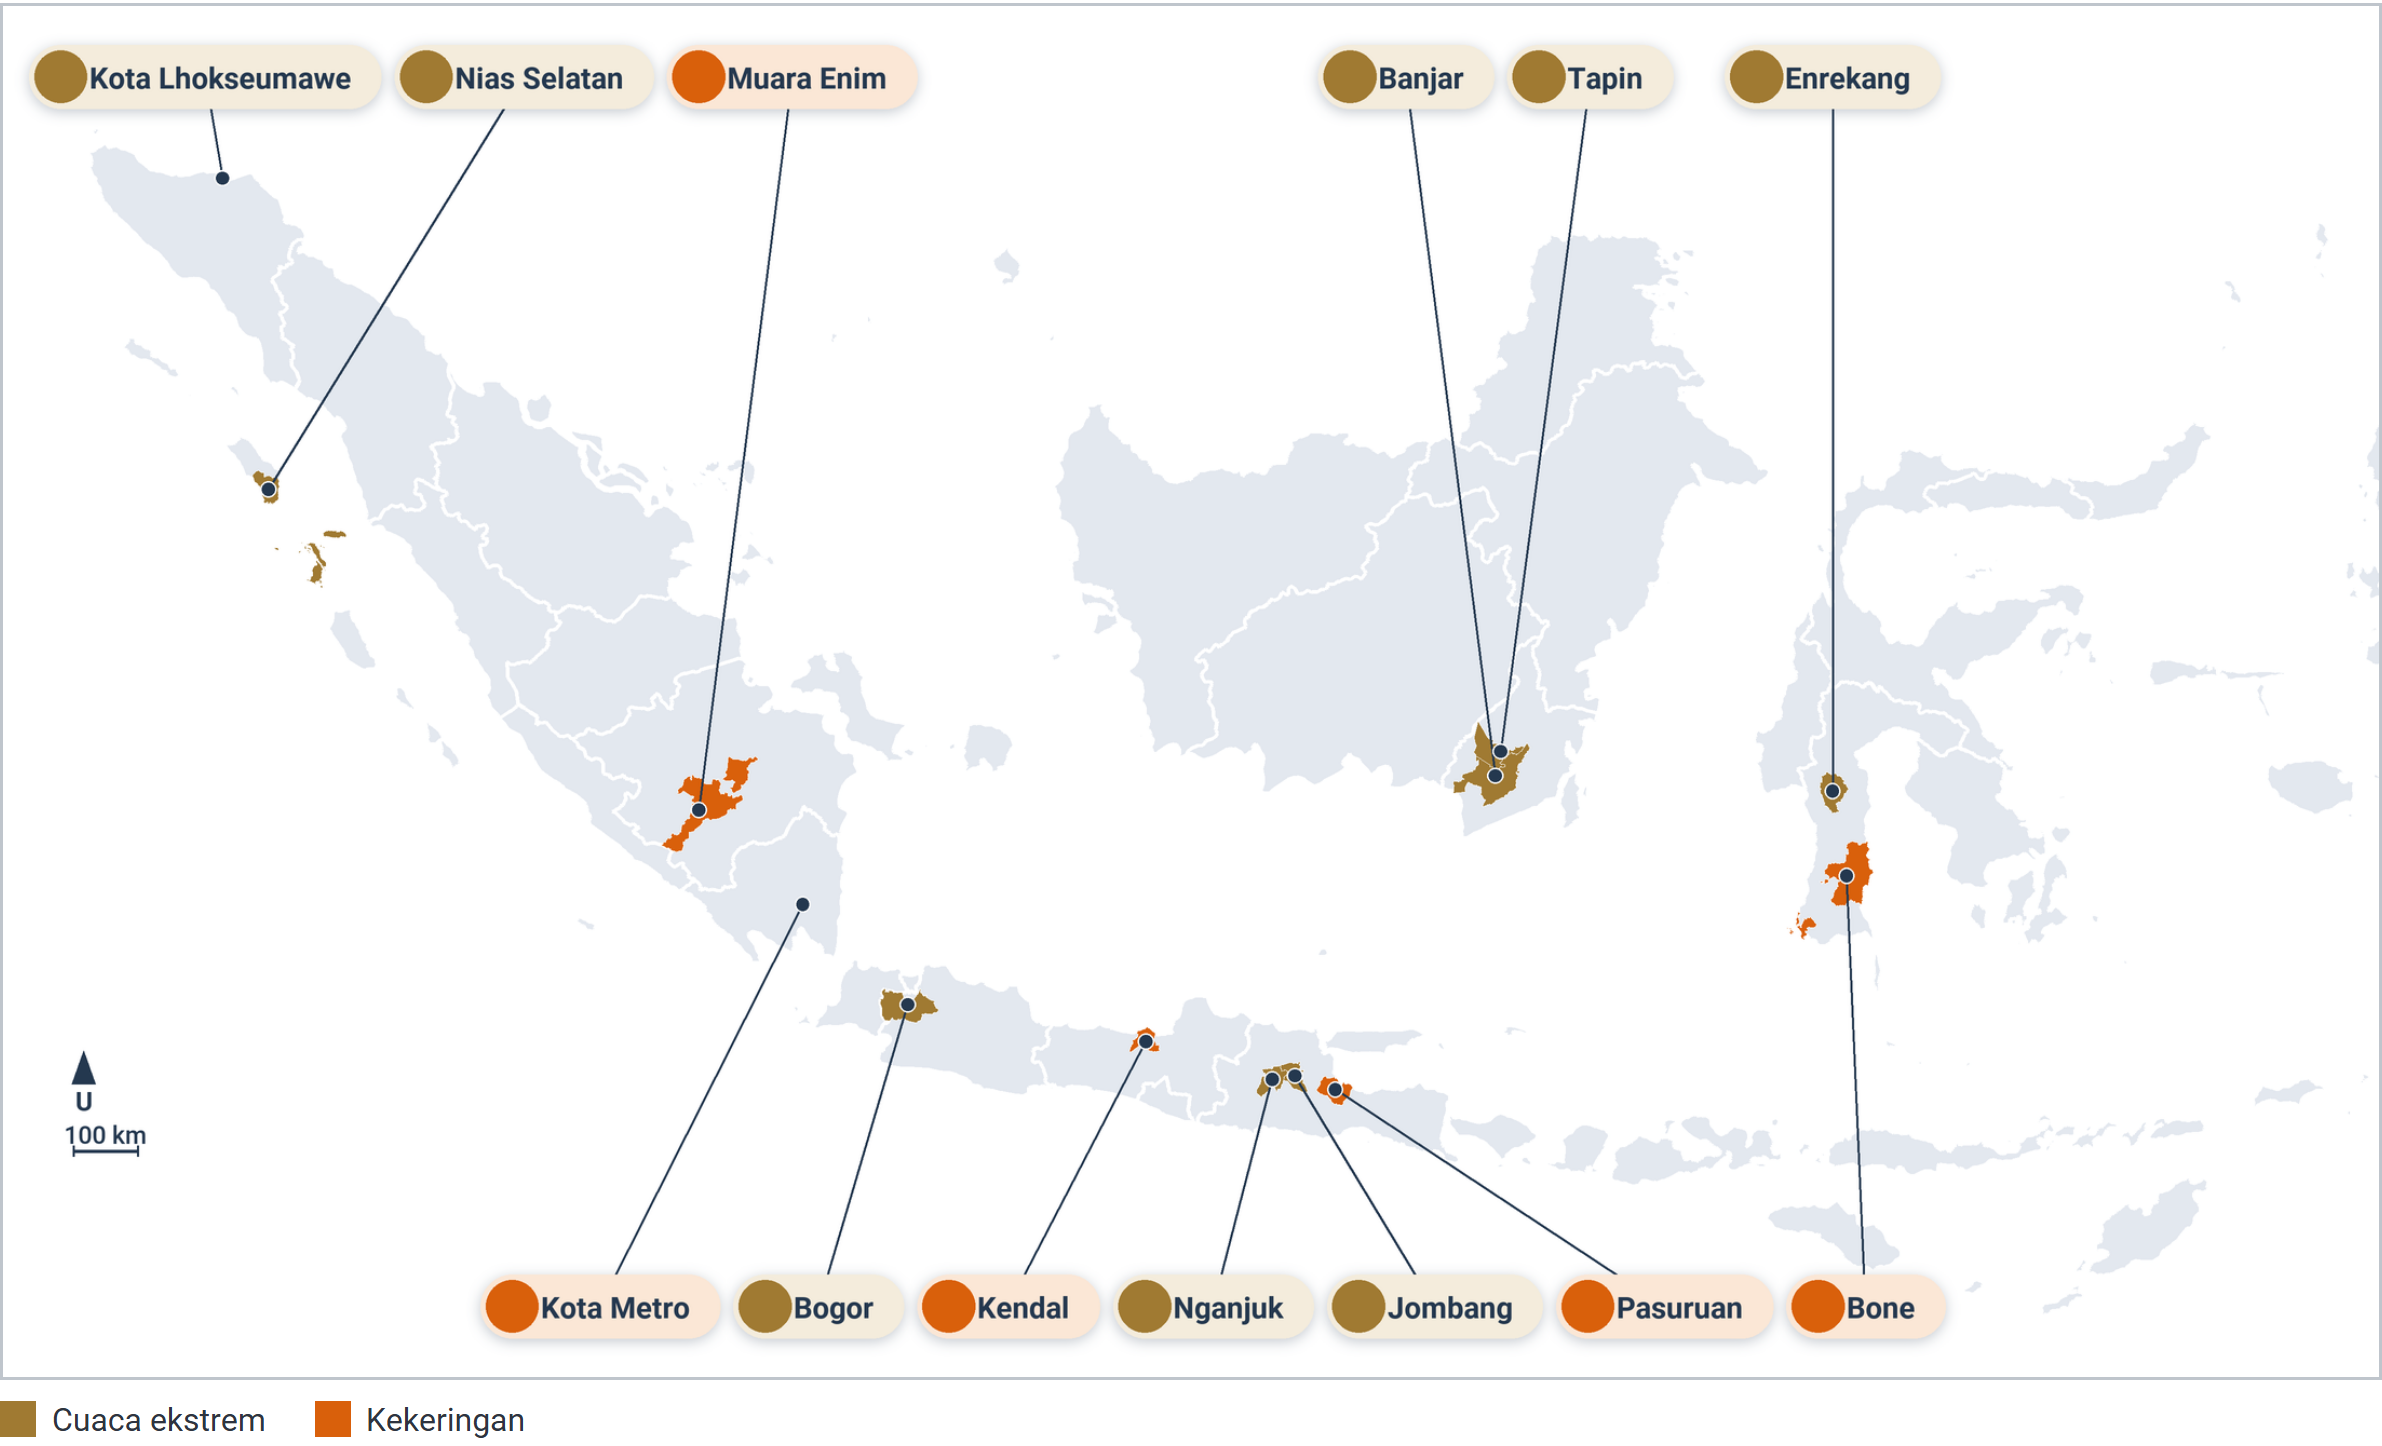 Kota Lhokseumawe
Nias Selatan
Muara Enim
Banjar
Tapin
Enrekang
U
100 km
Kota Metro
Bogor
Kendal
Nganjuk
Jombang
Pasuruan
Bone
Cuaca ekstrem
Kekeringan